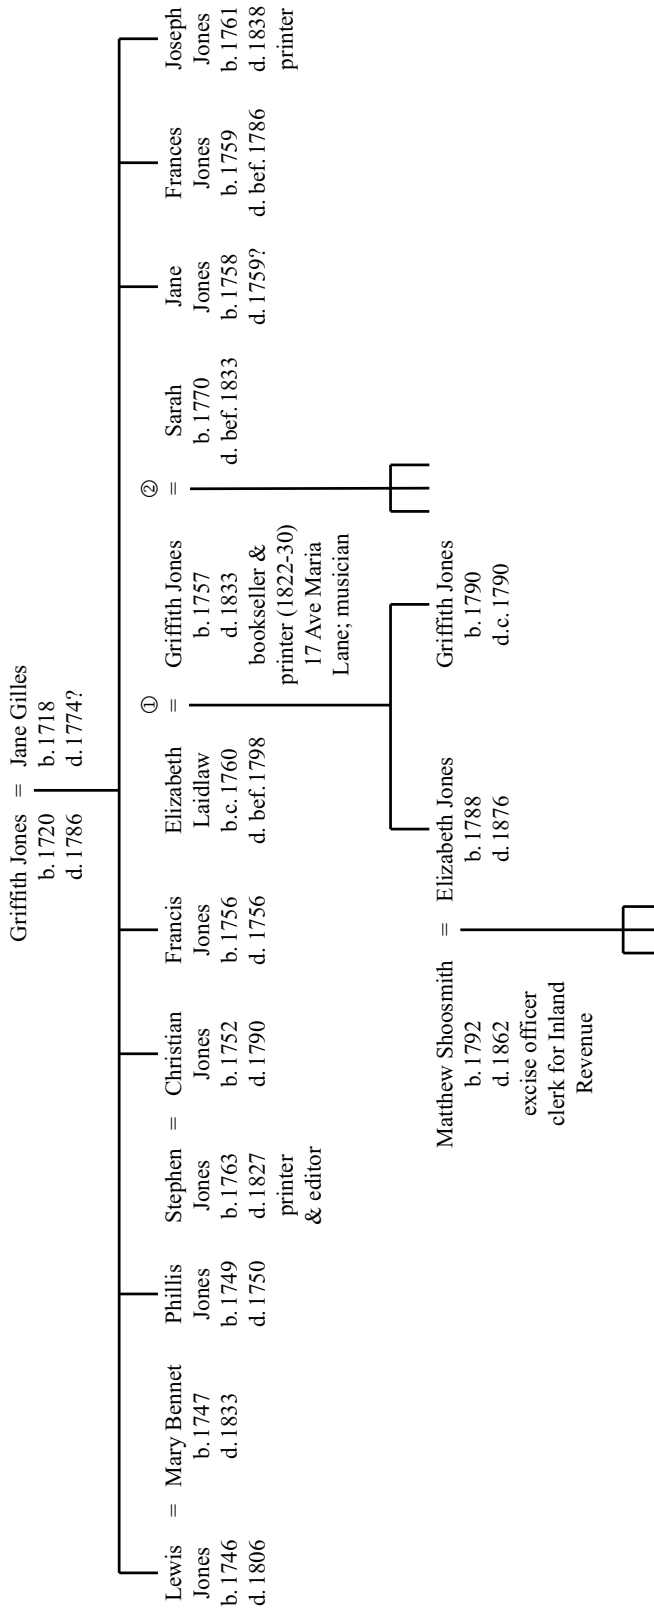 Griffith Jones = Jane Gilles
b. 1720 b. 1718
d. 1786 d. 1774?
Lewis
Jones
b. 1746
d. 1806
=
Mary Bennet
b. 1747
d. 1833
Phillis
Jones
b. 1749
d. 1750
Stephen
Jones
b. 1763
d. 1827
printer
& editor
=
Christian
Jones
b. 1752
d. 1790
Francis
Jones
b. 1756
d. 1756
Elizabeth
Laidlaw
b.c. 1760
d. bef. 1798
①
=
Griffith Jones
b. 1757
d. 1833
bookseller &
printer (1822-30)
17 Ave Maria
Lane; musician
②
=
Sarah
b. 1770
d. bef. 1833
Jane
Jones
b. 1758
d. 1759?
Frances
Jones
b. 1759
d. bef. 1786
Joseph
Jones
b. 1761
d. 1838
printer
Matthew Shoosmith
b. 1792
d. 1862
excise officer
clerk for Inland
Revenue
=
Elizabeth Jones
b. 1788
d. 1876
Griffith Jones
b. 1790
d.c. 1790